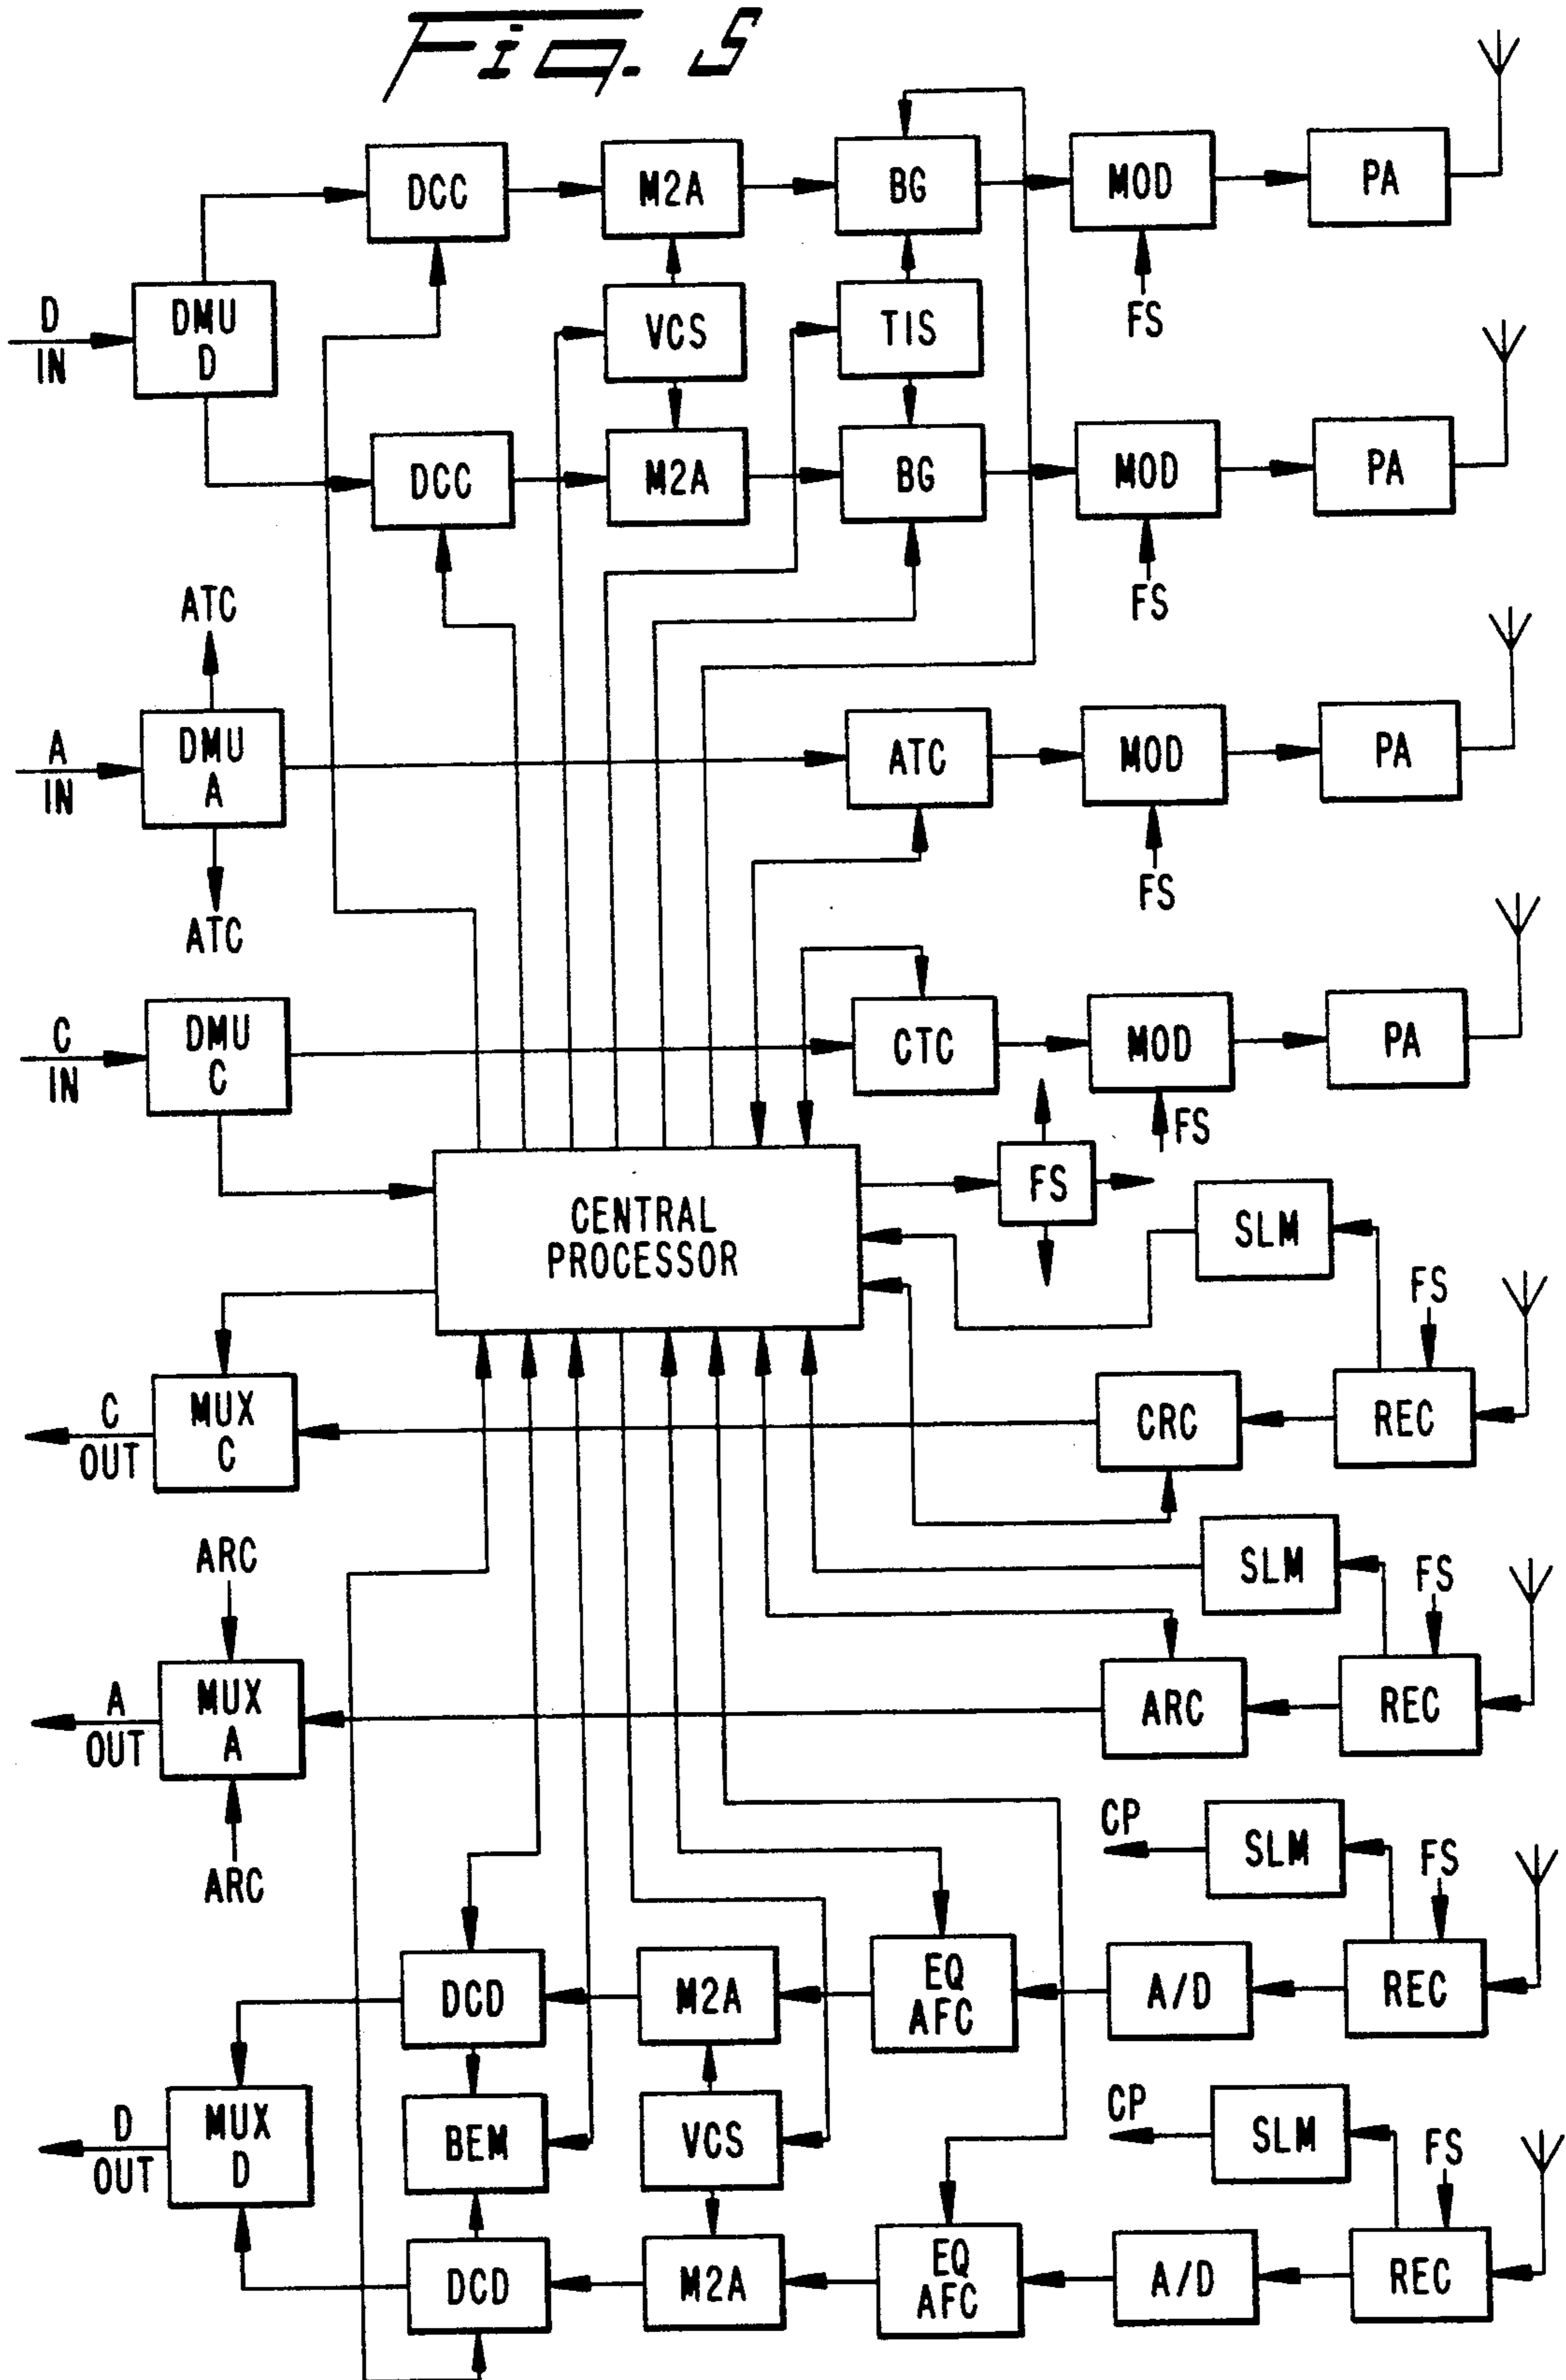 Fig. 5
DCC
M2A
BG
MOD
PA
D
IN
DMU
D
VCS
TIS
FS
DCC
M2A
BG
MOD
PA
FS
ATC
A
IN
DMU
A
ATC
MOD
PA
FS
ATC
C
IN
DMU
C
CTC
MOD
PA
FS
FS
CENTRAL
PROCESSOR
SLM
FS
C
OUT
MUX
C
CRC
REC
ARC
SLM
FS
A
OUT
MUX
A
ARC
REC
ARC
CP
SLM
FS
DCD
M2A
EQ
AFC
A/D
REC
D
OUT
MUX
D
BEM
VCS
CP
SLM
FS
DCD
M2A
EQ
AFC
A/D
REC